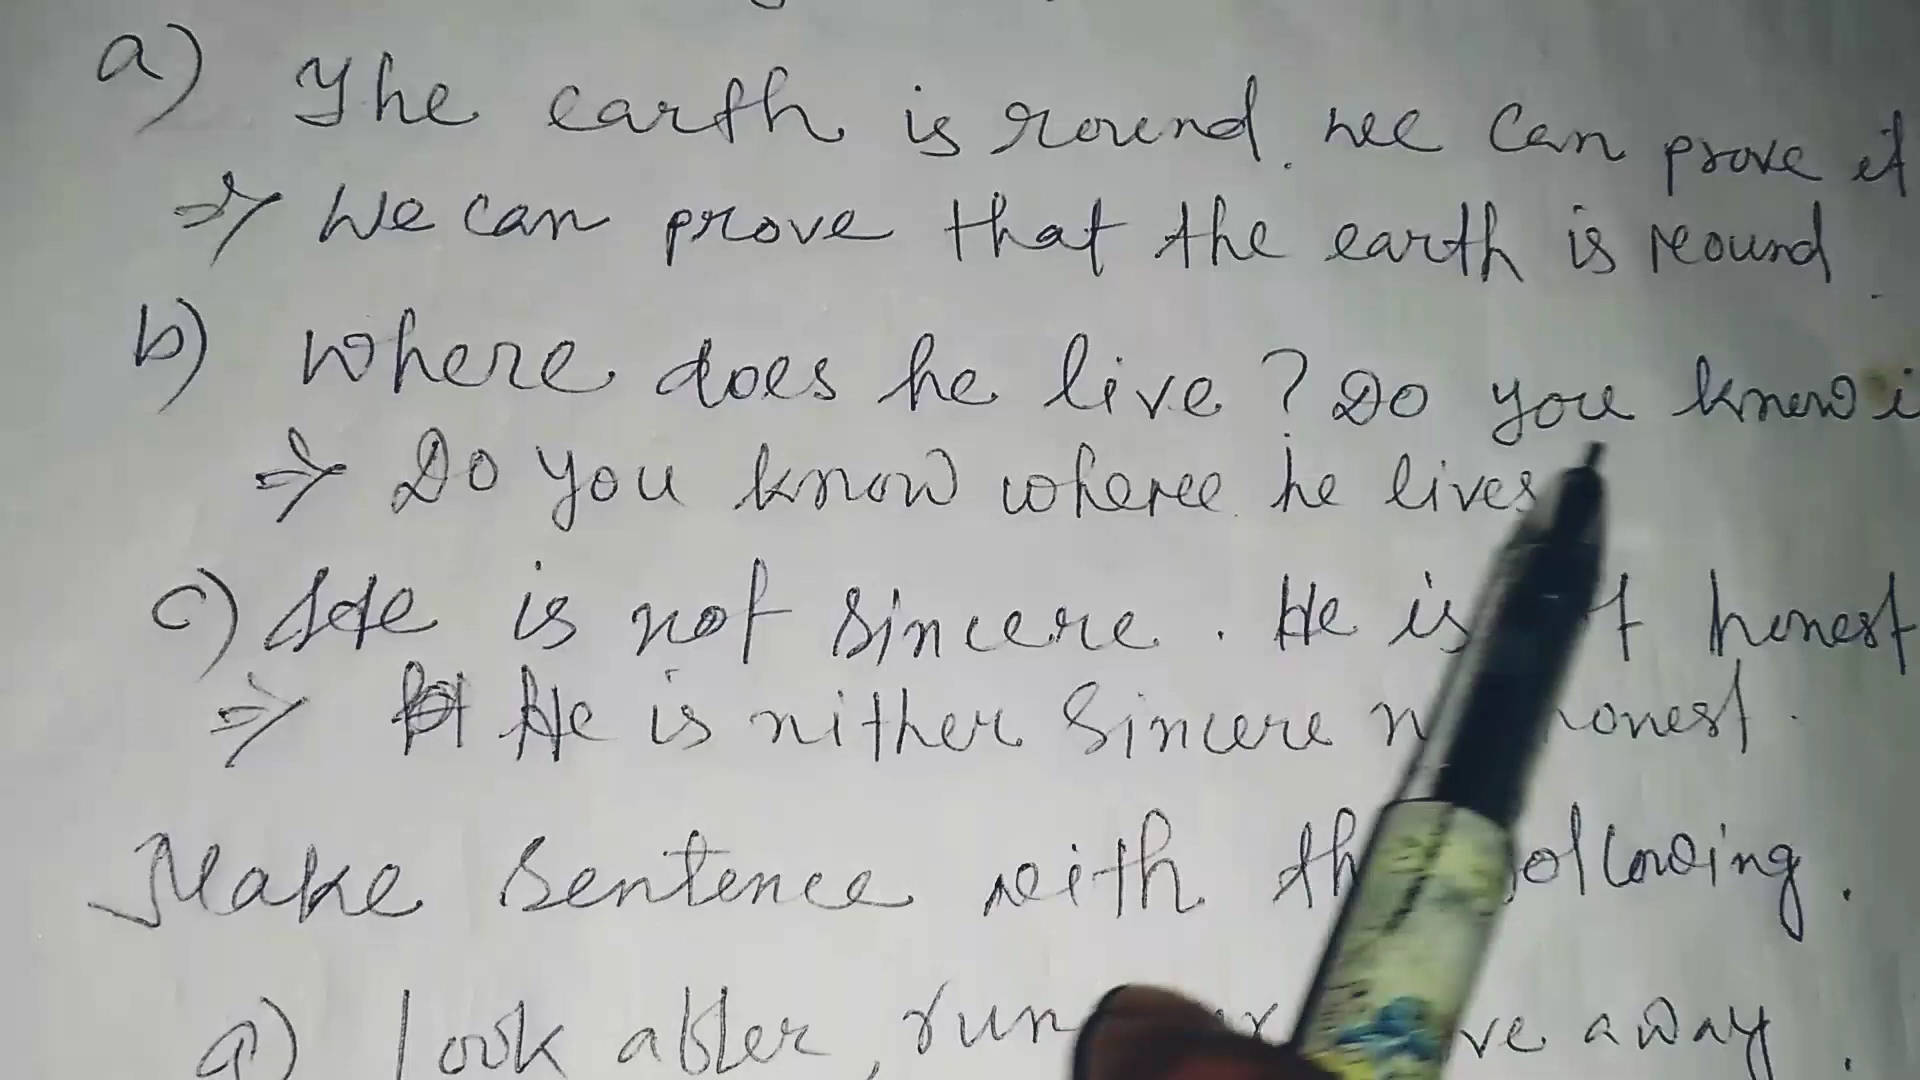 a) The earth is round. we can prove it
⇒ We can prove that the earth is round
b) where does he live ? Do you know i
⇒ Do you know where he lives
c) He is not sincere . He is honest
⇒ He is nither sincere honest .
Make sentence with following .
a) look after , run away .